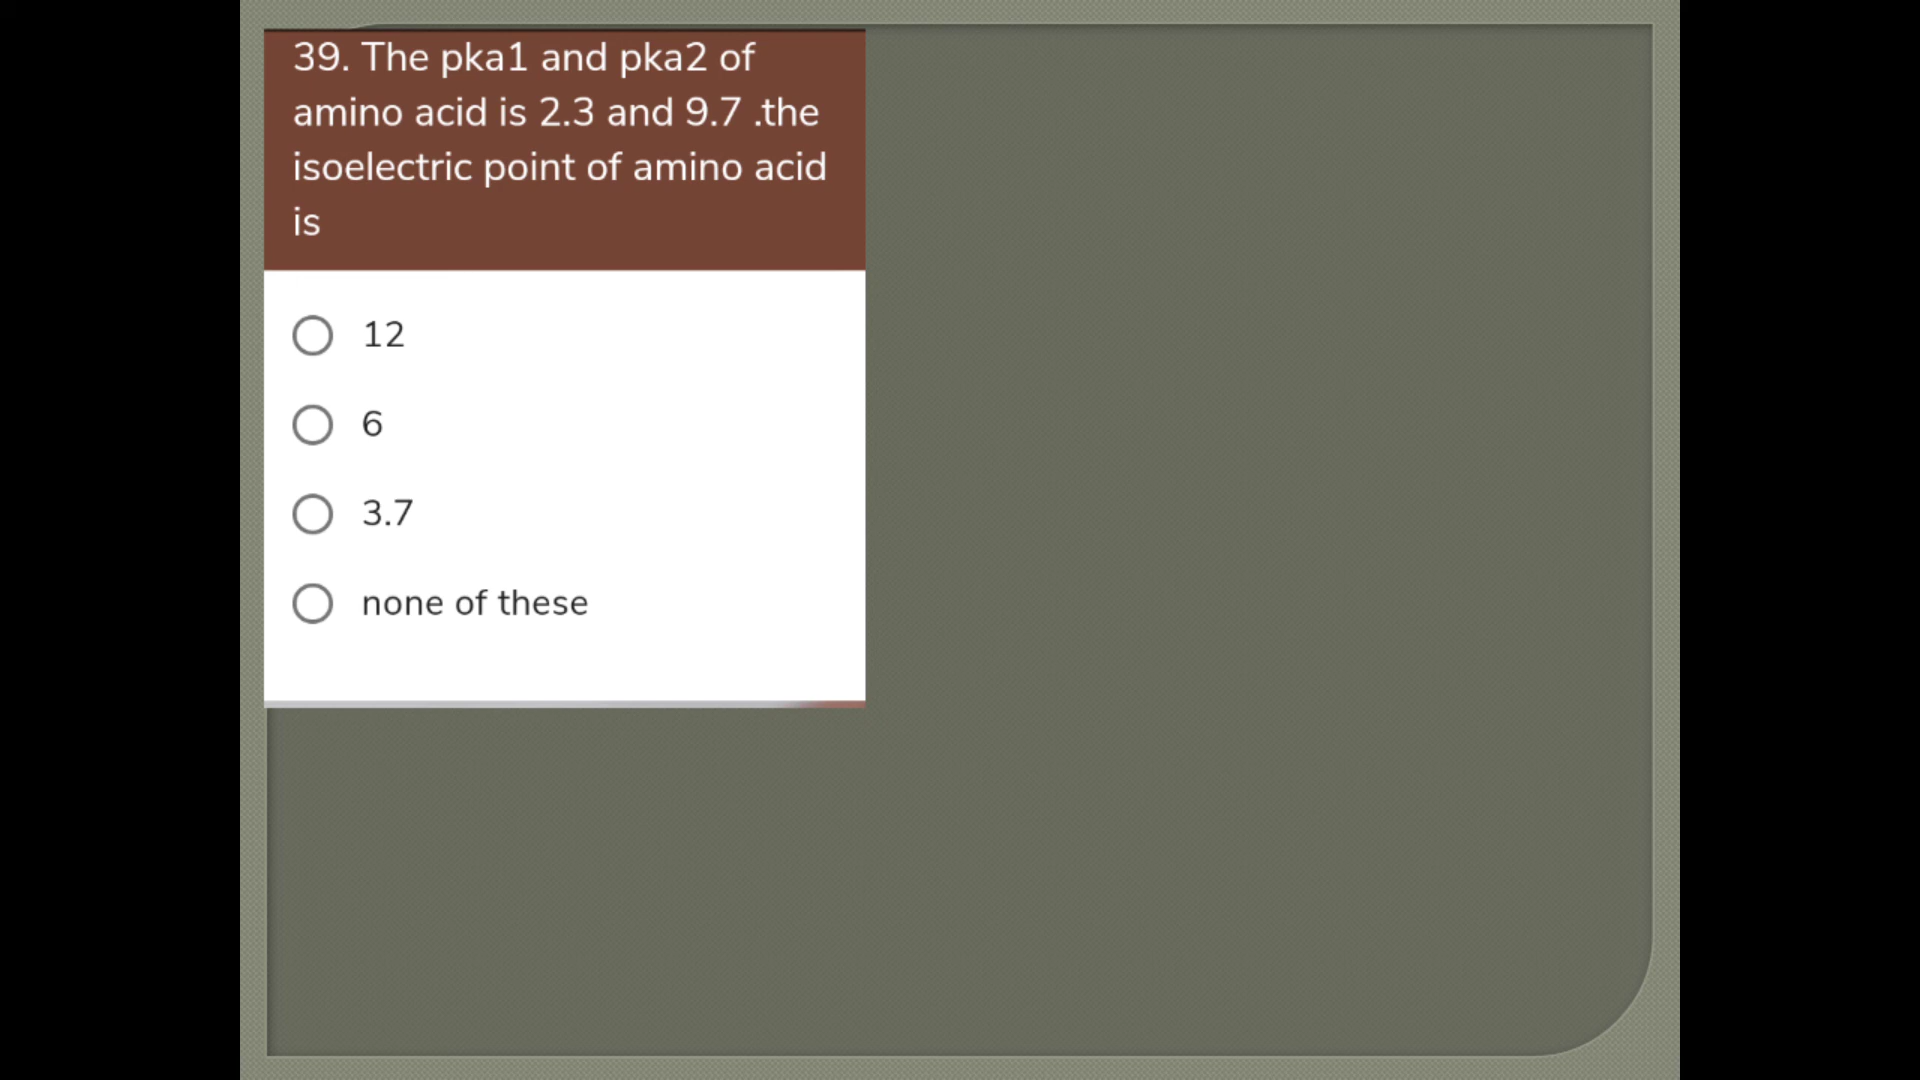 39. The pka1 and pka2 of
amino acid is 2.3 and 9.7 .the
isoelectric point of amino acid
is
12
6
3.7
none of these